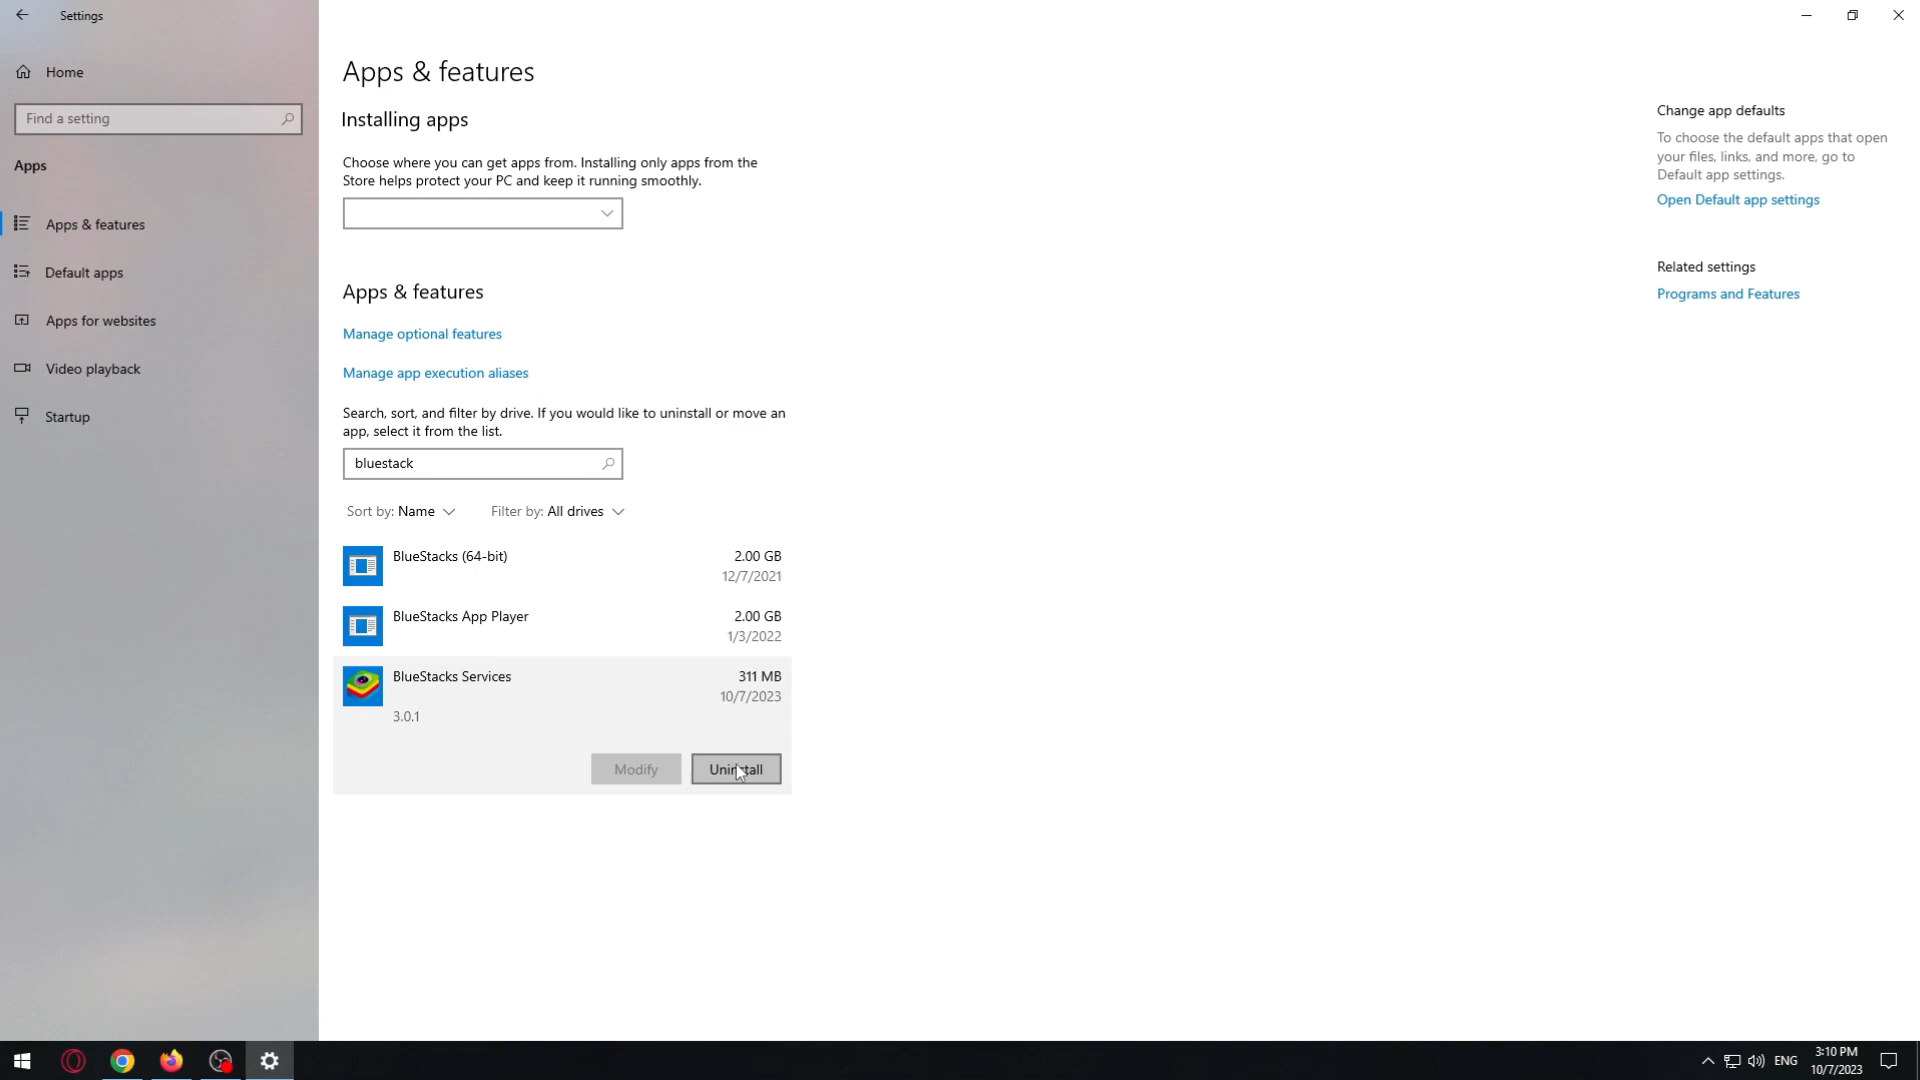 Settings
Home
Find a setting
Apps
Apps & features
Default apps
Apps for websites
Video playback
Startup
Apps & features
Installing apps
Choose where you can get apps from. Installing only apps from the
Store helps protect your PC and keep it running smoothly.
Apps & features
Manage optional features
Manage app execution aliases
Search, sort, and filter by drive. If you would like to uninstall or move an
app, select it from the list.
bluestack
Sort by: Name
Filter by: All drives
BlueStacks (64-bit)
2.00 GB
12/7/2021
BlueStacks App Player
2.00 GB
1/3/2022
BlueStacks Services
311 MB
10/7/2023
3.0.1
Modify
Uninstall
Change app defaults
To choose the default apps that open
your files, links, and more, go to
Default app settings.
Open Default app settings
Related settings
Programs and Features
ENG
3:10 PM
10/7/2023